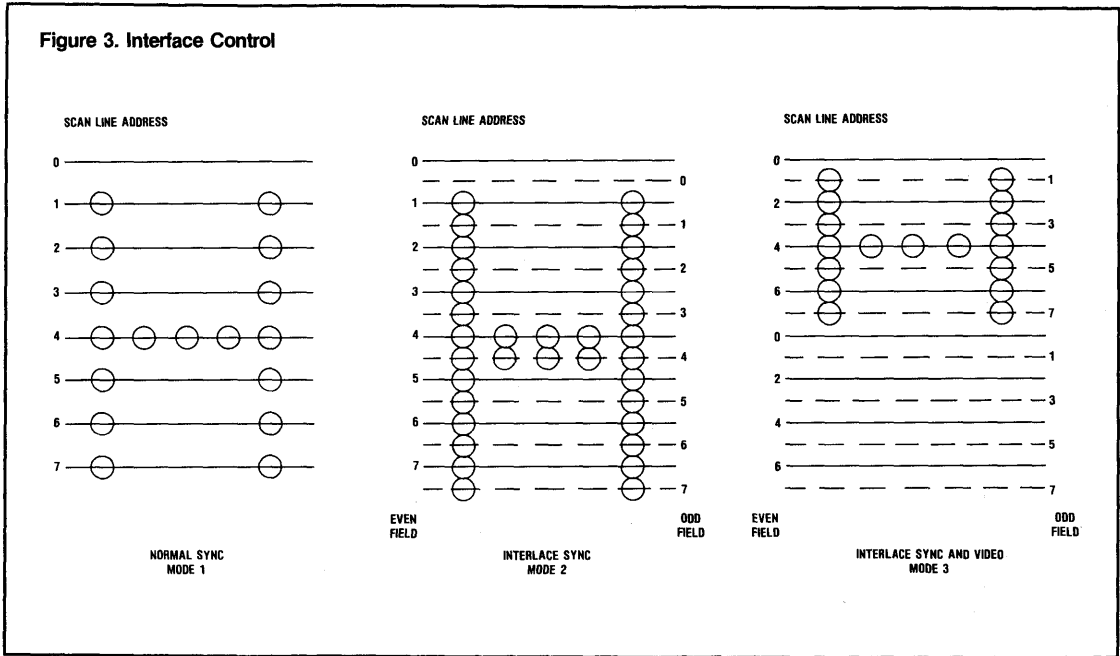 Figure 3. Interface Control
SCAN LINE ADDRESS
0
1
2
3
4
5
6
7
NORMAL SYNC
MODE 1
SCAN LINE ADDRESS
0
0
1
1
2
2
3
3
4
4
5
5
6
6
7
7
EVEN
FIELD
ODD
FIELD
INTERLACE SYNC
MODE 2
SCAN LINE ADDRESS
0
1
2
3
4
5
6
7
0
1
2
3
4
5
6
7
EVEN
FIELD
ODD
FIELD
INTERLACE SYNC AND VIDEO
MODE 3